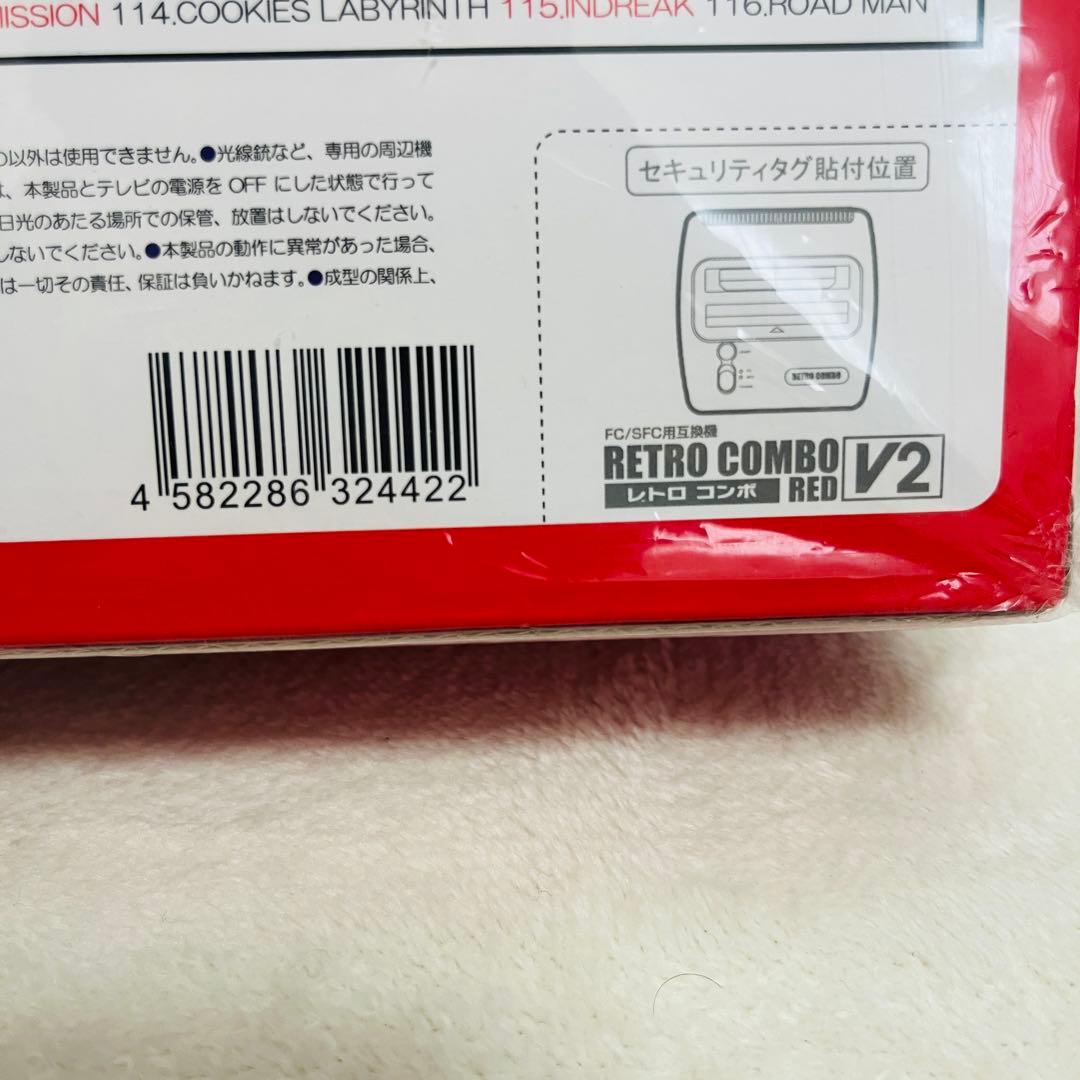 ISSION 114.COOKIES LABYRINTH 115.INDREAK 116.ROAD MAN
の以外は使用できません。●光線銃など、専用の周辺機
は、本製品とテレビの電源を OFF にした状態で行って
日光のあたる場所での保管、放置はしないでください。
しないでください。●本製品の動作に異常があった場合、
は一切その責任、保証は負いかねます。●成型の関係上、
セキュリティタグ貼付位置
RETRO COMBO
FC/SFC用互換機
RETRO COMBO
レトロ コンボ RED V2
4 582286 324422